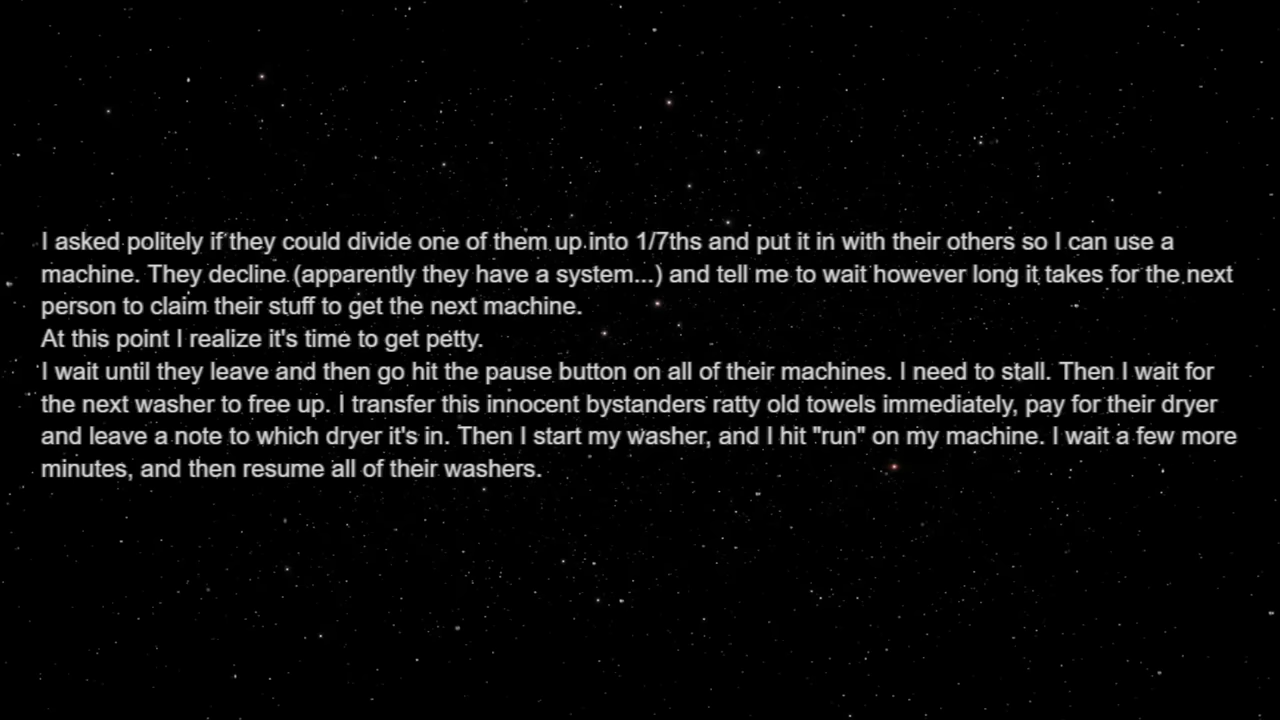 I asked politely if they could divide one of them up into 1/7ths and put it in with their others so I can use a
machine. They decline (apparently they have a system...) and tell me to wait however long it takes for the next
person to claim their stuff to get the next machine.
At this point I realize it's time to get petty.
I wait until they leave and then go hit the pause button on all of their machines. I need to stall. Then I wait for
the next washer to free up. I transfer this innocent bystanders ratty old towels immediately, pay for their dryer
and leave a note to which dryer it's in. Then I start my washer, and I hit "run" on my machine. I wait a few more
minutes, and then resume all of their washers.